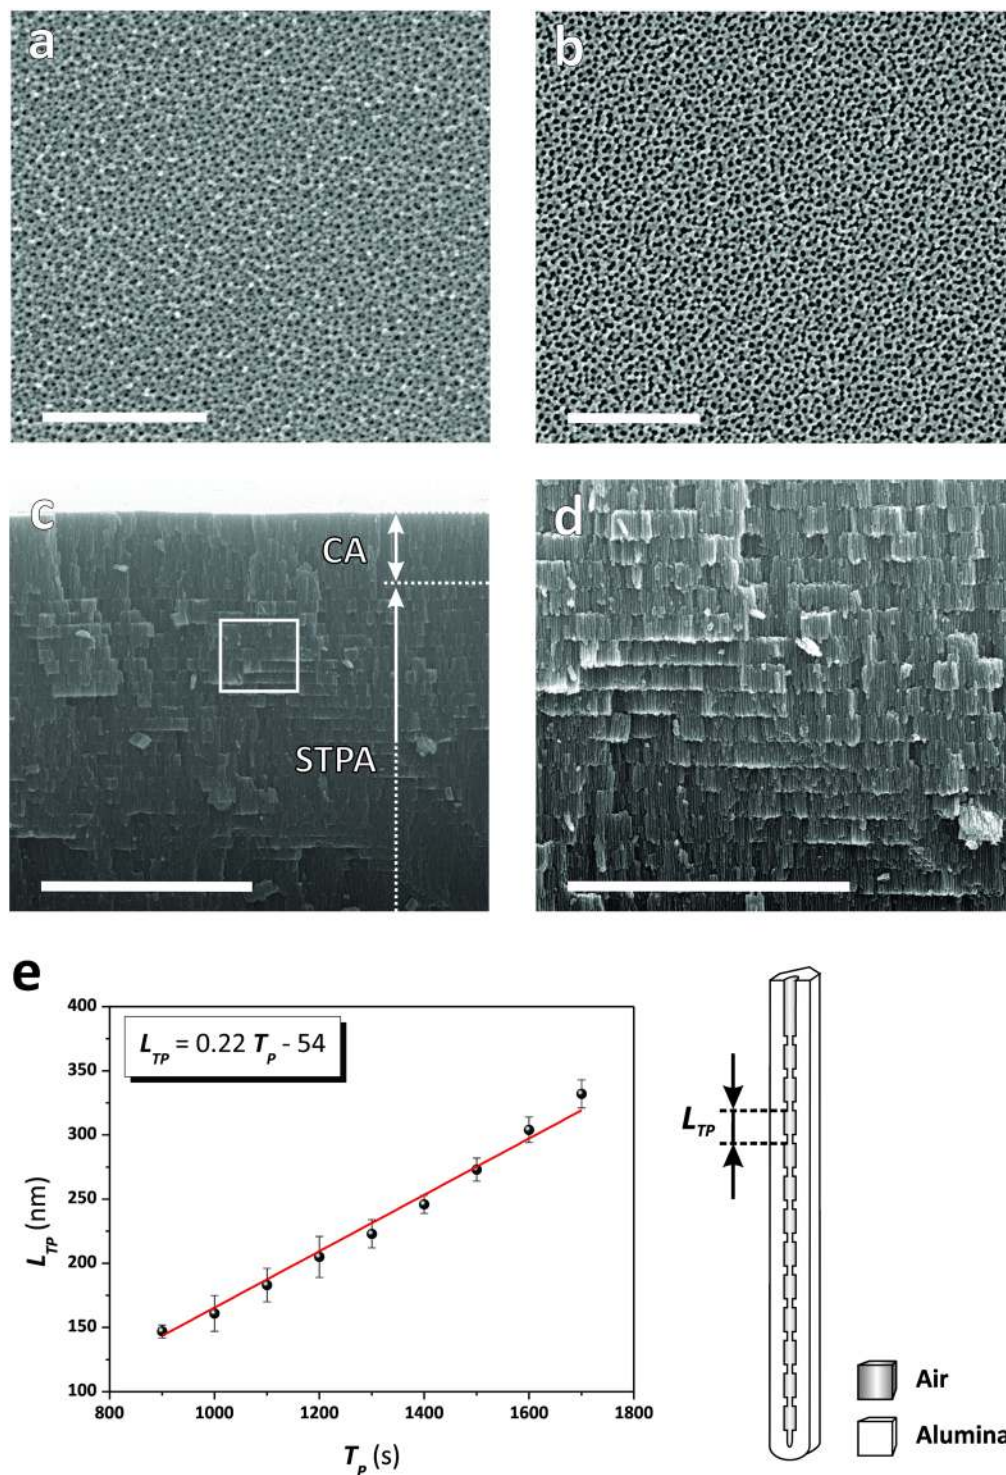 a
b
c
CA
STPA
d
e
400
350
300
250
200
150
100
L_TP (nm)
L_TP = 0.22 T_P - 54
800
1000
1200
1400
1600
1800
T_P (s)
L_TP
Air
Alumina